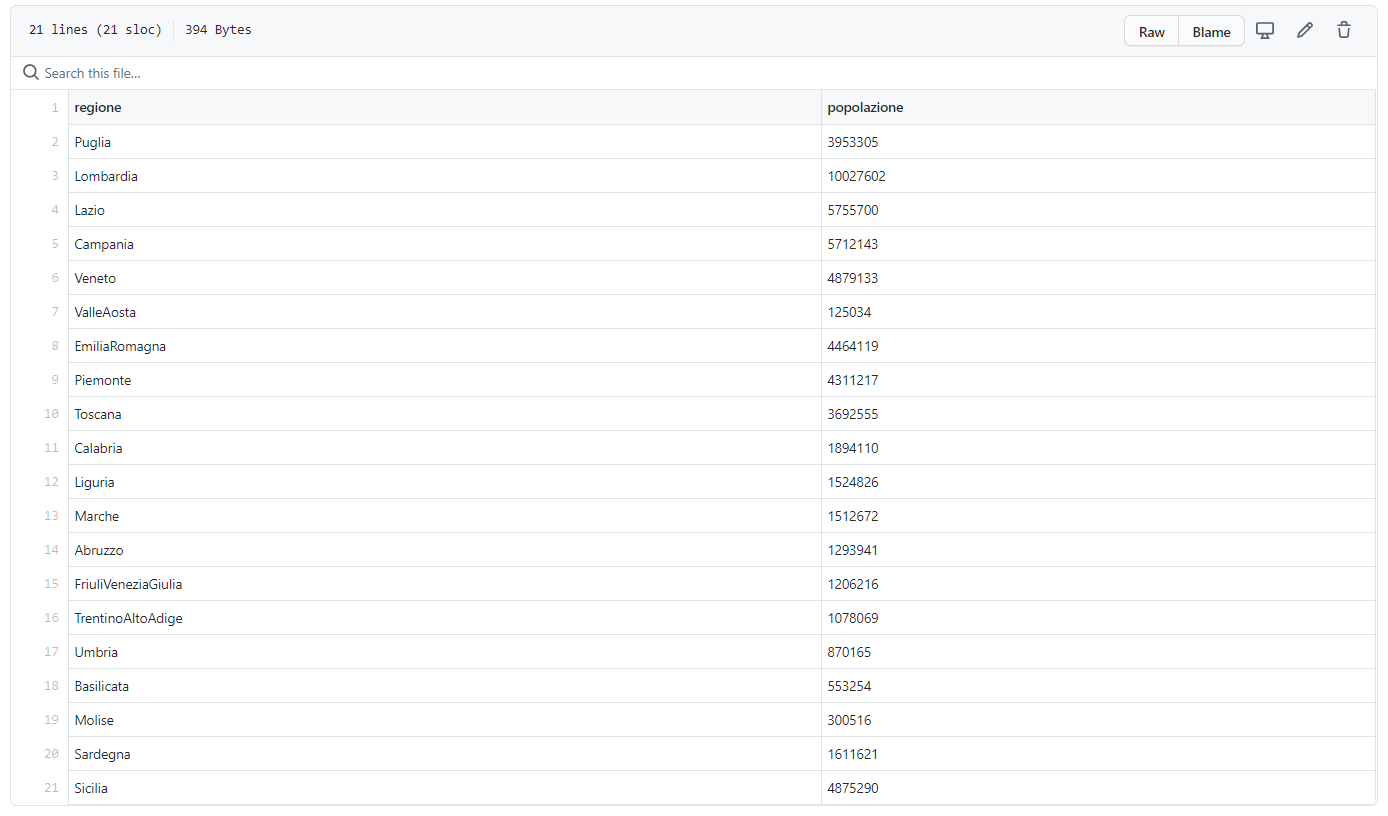 21 lines (21 sloc) 394 Bytes Raw Blame
Search this file...
1 regione popolazione
2 Puglia 3953305
3 Lombardia 10027602
4 Lazio 5755700
5 Campania 5712143
6 Veneto 4879133
7 ValleAosta 125034
8 EmiliaRomagna 4464119
9 Piemonte 4311217
10 Toscana 3692555
11 Calabria 1894110
12 Liguria 1524826
13 Marche 1512672
14 Abruzzo 1293941
15 FriuliVeneziaGiulia 1206216
16 TrentinoAltoAdige 1078069
17 Umbria 870165
18 Basilicata 553254
19 Molise 300516
20 Sardegna 1611621
21 Sicilia 4875290